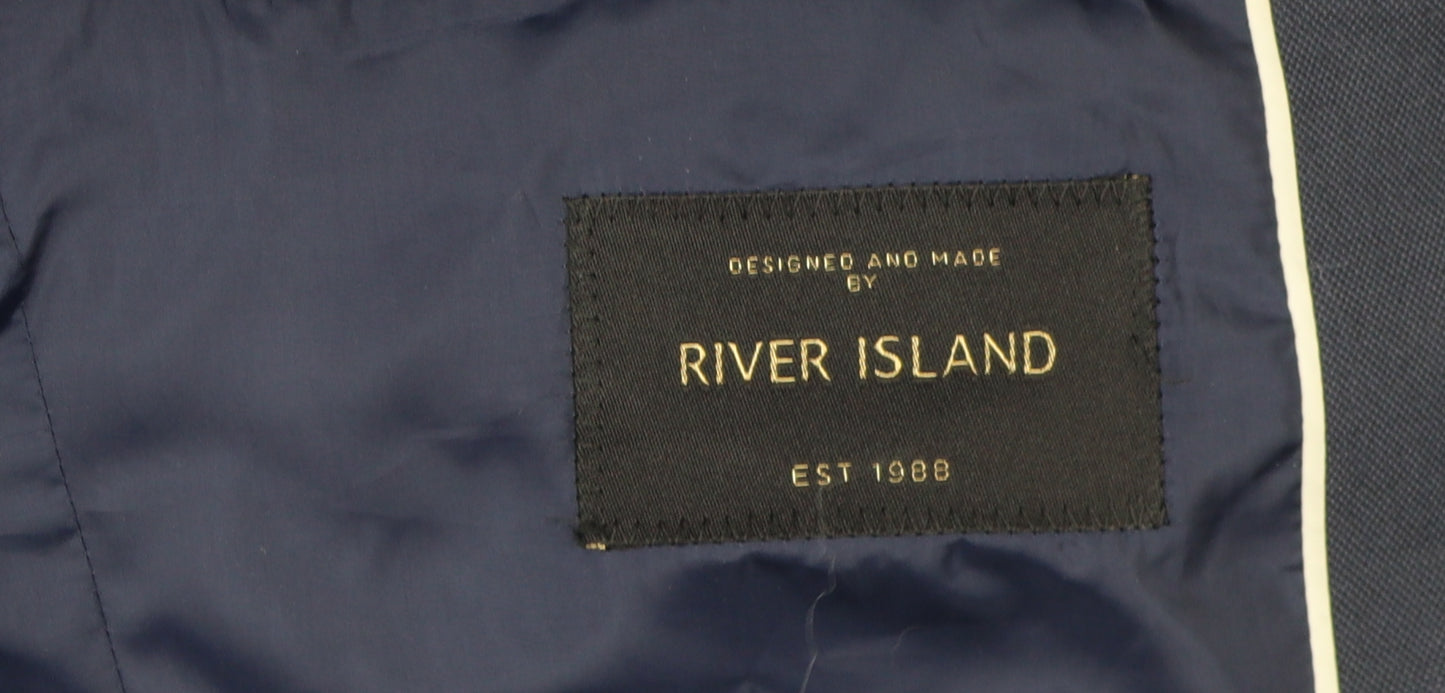 DESIGNED AND MADE
BY
RIVER ISLAND
EST 1988